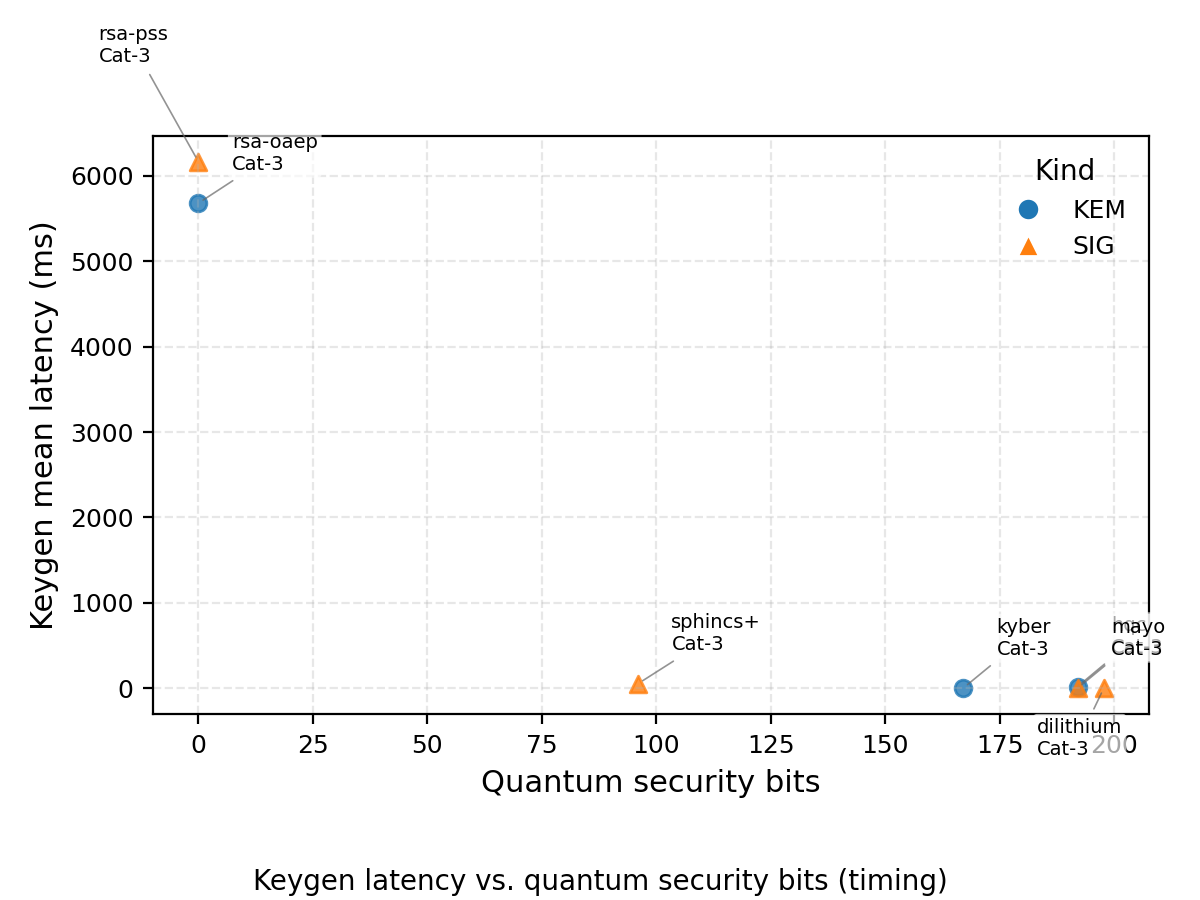 rsa-pss
Cat-3
rsa-oaep
Cat-3
Kind
KEM
SIG
6000
5000
4000
3000
2000
1000
0
Keygen mean latency (ms)
sphincs+
Cat-3
kyber
Cat-3
mayo
Cat-3
dilithium
Cat-3
0
25
50
75
100
125
150
175
200
Quantum security bits
Keygen latency vs. quantum security bits (timing)